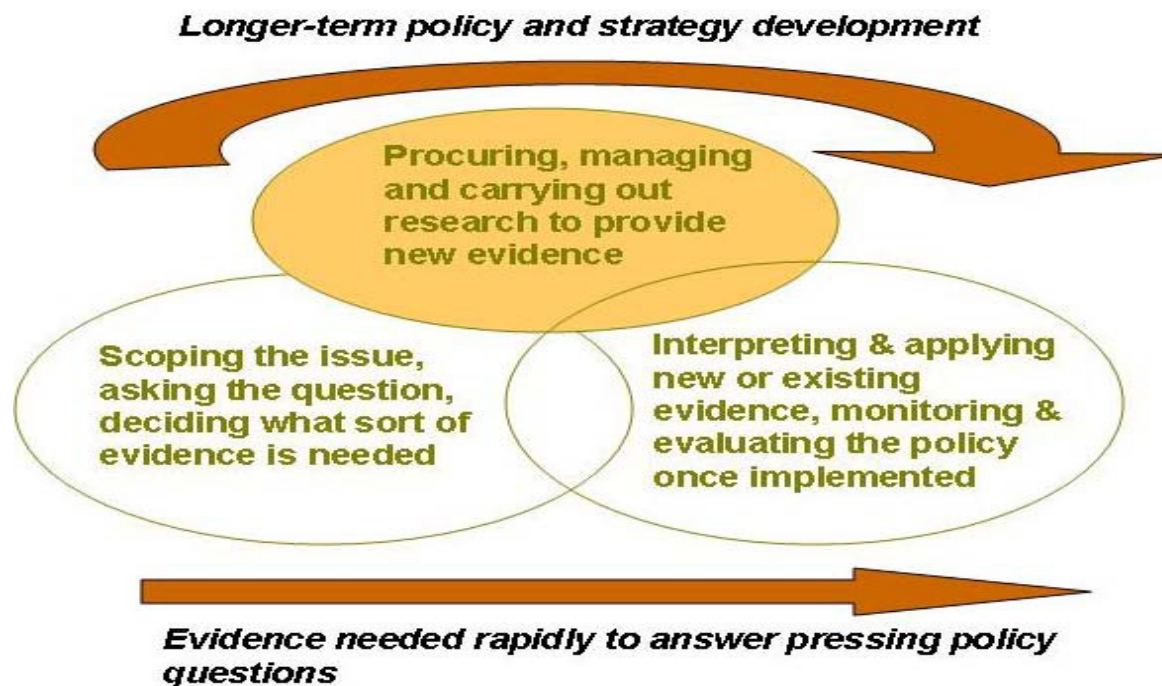 Longer-term policy and strategy development
Procuring, managing
and carrying out
research to provide
new evidence
Scoping the issue,
asking the question,
deciding what sort of
evidence is needed
Interpreting & applying
new or existing
evidence, monitoring &
evaluating the policy
once implemented
Evidence needed rapidly to answer pressing policy
questions